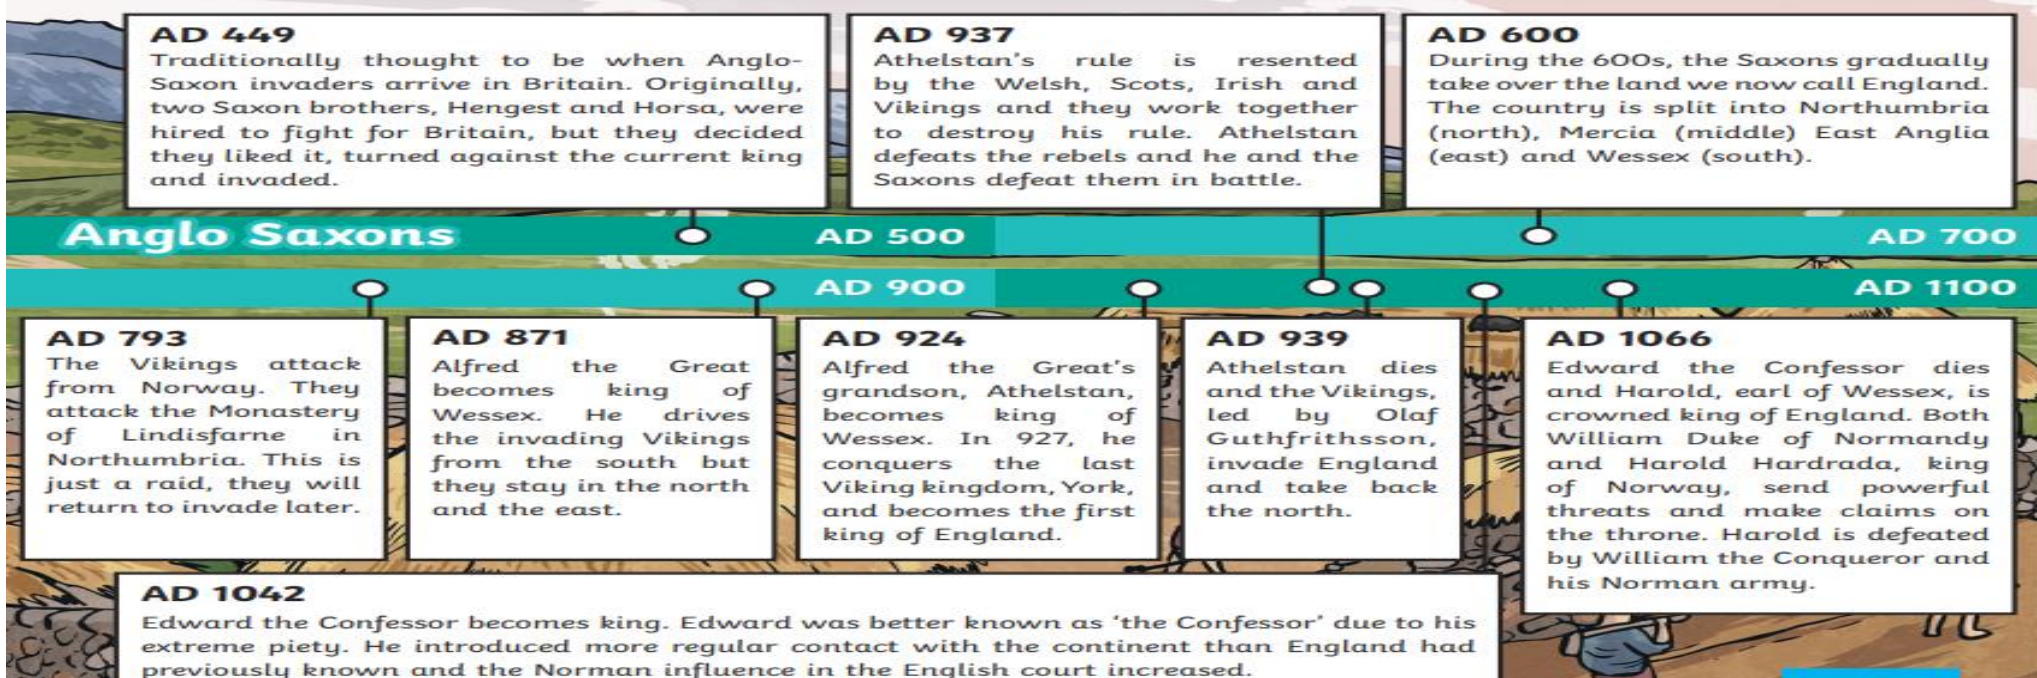 AD 449
Traditionally thought to be when Anglo-
Saxon invaders arrive in Britain. Originally,
two Saxon brothers, Hengest and Horsa, were
hired to fight for Britain, but they decided
they liked it, turned against the current king
and invaded.
AD 937
Athelstan's rule is resented
by the Welsh, Scots, Irish and
Vikings and they work together
to destroy his rule. Athelstan
defeats the rebels and he and the
Saxons defeat them in battle.
AD 600
During the 600s, the Saxons gradually
take over the land we now call England.
The country is split into Northumbria
(north), Mercia (middle) East Anglia
(east) and Wessex (south).
Anglo Saxons
AD 500
AD 700
AD 900
AD 1100
AD 793
The Vikings attack
from Norway. They
attack the Monastery
of Lindisfarne in
Northumbria. This is
just a raid, they will
return to invade later.
AD 871
Alfred the Great
becomes king of
Wessex. He drives
the invading Vikings
from the south but
they stay in the north
and the east.
AD 924
Alfred the Great's
grandson, Athelstan,
becomes king of
Wessex. In 927, he
conquers the last
Viking kingdom, York,
and becomes the first
king of England.
AD 939
Athelstan dies
and the Vikings,
led by Olaf
Guthfrithsson,
invade England
and take back
the north.
AD 1066
Edward the Confessor dies
and Harold, earl of Wessex, is
crowned king of England. Both
William Duke of Normandy
and Harold Hardrada, king
of Norway, send powerful
threats and make claims on
the throne. Harold is defeated
by William the Conqueror and
his Norman army.
AD 1042
Edward the Confessor becomes king. Edward was better known as 'the Confessor' due to his
extreme piety. He introduced more regular contact with the continent than England had
previously known and the Norman influence in the English court increased.